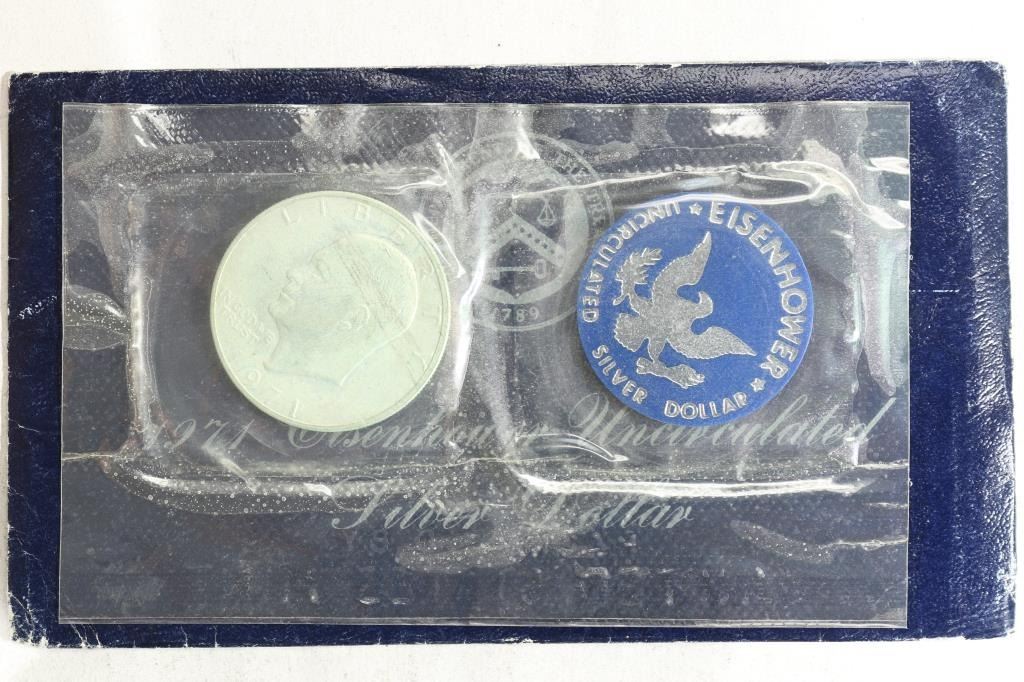 LIBERTY
IN GOD
WE TRUST
1971
EISENHOWER
UNCIRCULATED
SILVER DOLLAR
1789
1971 Eisenhower Uncirculated
Silver Dollar